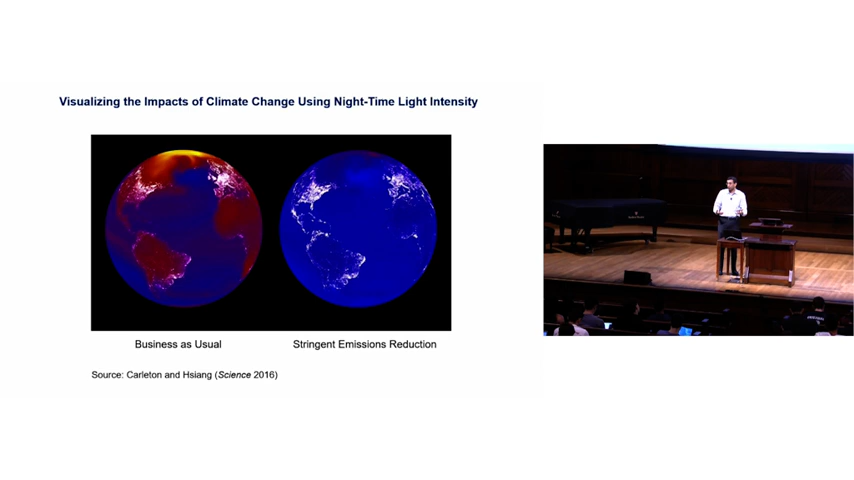 Visualizing the Impacts of Climate Change Using Night-Time Light Intensity
Business as Usual
Stringent Emissions Reduction
Source: Carleton and Hsiang (Science 2016)